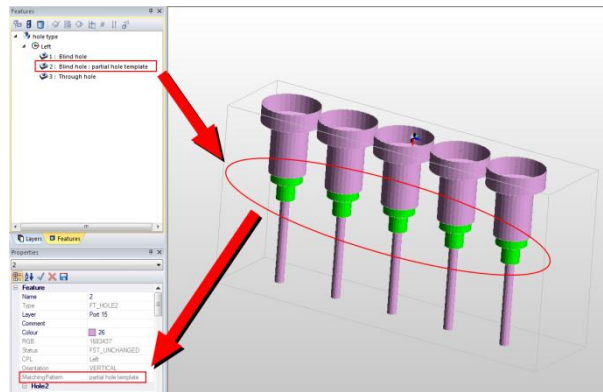 Features
hole type
Left
1 : Blind hole
2 : Blind hole : partial hole template
3 : Through hole
Layers
Features
Properties
2
Feature
Name 2
Type FT_HOLE2
Layer Port 15
Comment
Colour 26
RGB 1683437
Status FST_UNCHANGED
CPL Left
Orientation VERTICAL
MatchingPattern partial hole template
Hole2